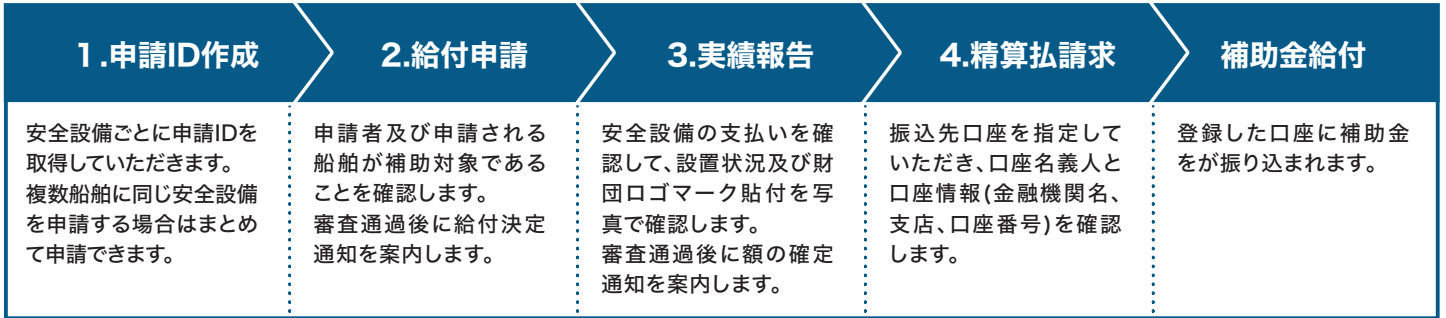 1.申請ID作成
2.給付申請
3.実績報告
4.精算払請求
補助金給付
安全設備ごとに申請IDを
取得していただきます。
複数船舶に同じ安全設備
を申請する場合はまとめ
て申請できます。
申請者及び申請される
船舶が補助対象である
ことを確認します。
審査通過後に給付決定
通知を案内します。
安全設備の支払いを確
認して、設置状況及び財
団ロゴマーク貼付を写
真で確認します。
審査通過後に額の確定
通知を案内します。
振込先口座を指定して
いただき、口座名義人と
口座情報(金融機関名、
支店、口座番号)を確認
します。
登録した口座に補助金
をが振り込まれます。